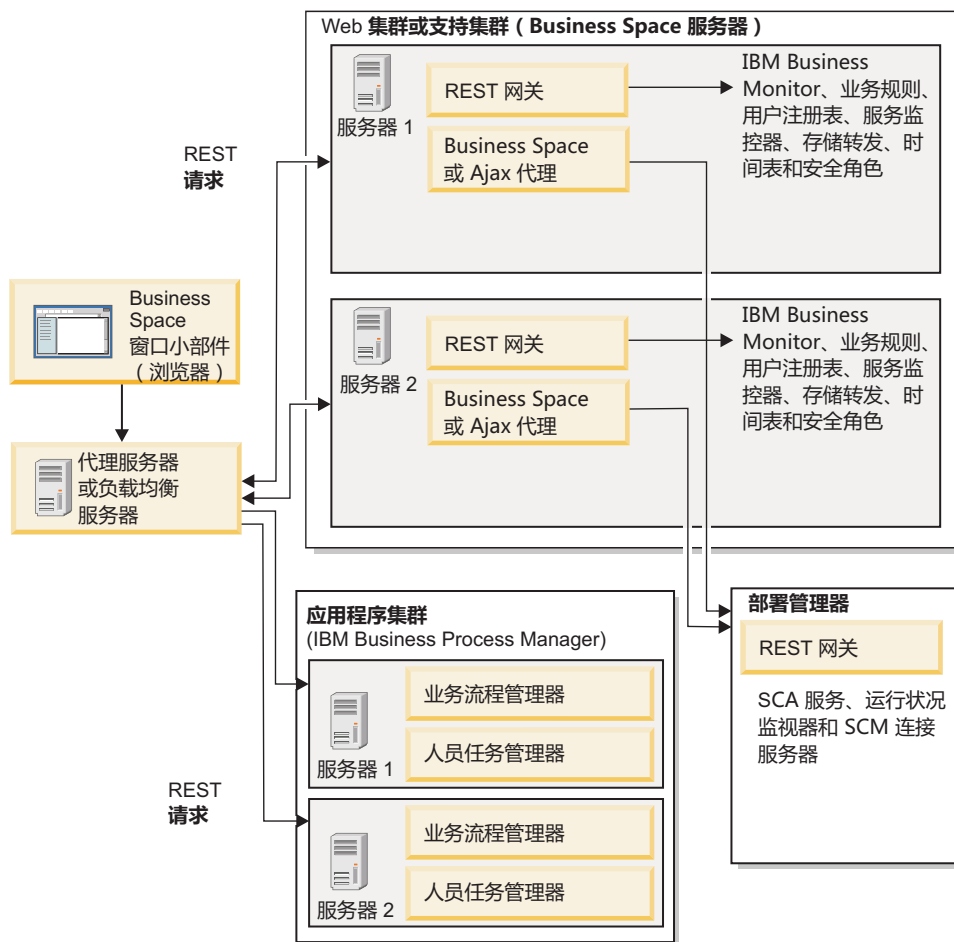 Web 集群或支持集群（Business Space 服务器）
服务器 1
REST 网关
Business Space
或 Ajax 代理
IBM Business
Monitor、业务规则、
用户注册表、服务监
控器、存储转发、时
间表和安全角色
REST
请求
服务器 2
REST 网关
Business Space
或 Ajax 代理
IBM Business
Monitor、业务规则、
用户注册表、服务监
控器、存储转发、时
间表和安全角色
Business
Space
窗口小部件
（浏览器）
代理服务器
或负载均衡
服务器
应用程序集群
(IBM Business Process Manager)
服务器 1
业务流程管理器
人员任务管理器
REST
请求
服务器 2
业务流程管理器
人员任务管理器
部署管理器
REST 网关
SCA 服务、运行状况
监视器和 SCM 连接
服务器